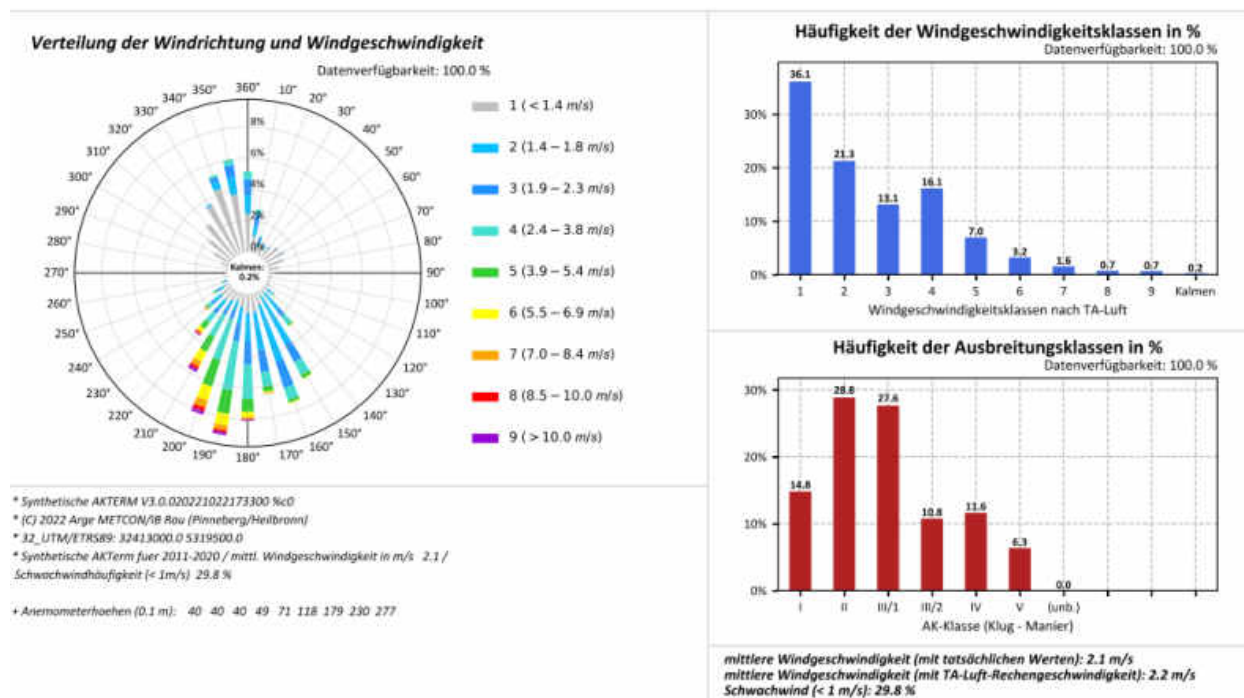 Verteilung der Windrichtung und Windgeschwindigkeit
Datenverfügbarkeit: 100.0 %
360°
10°
20°
30°
40°
50°
60°
70°
80°
90°
100°
110°
120°
130°
140°
150°
160°
170°
180°
190°
200°
210°
220°
230°
240°
250°
260°
270°
280°
290°
300°
310°
320°
330°
340°
350°
8%
6%
4%
2%
0%
Kalmen:
0.2%
1 (< 1.4 m/s)
2 (1.4 – 1.8 m/s)
3 (1.9 – 2.3 m/s)
4 (2.4 – 3.8 m/s)
5 (3.9 – 5.4 m/s)
6 (5.5 – 6.9 m/s)
7 (7.0 – 8.4 m/s)
8 (8.5 – 10.0 m/s)
9 (> 10.0 m/s)
* Synthetische AKTERM V3.0.020221022173300 %c0
* (C) 2022 Arge METCON/IB Rau (Pinneberg/Heilbronn)
* 32_UTM/ETRS89: 32413000.0 5319500.0
* Synthetische AKTerm fuer 2011-2020 / mittl. Windgeschwindigkeit in m/s 2.1 /
Schwachwindhäufigkeit (< 1m/s) 29.8 %
+ Anemometerhoehen (0.1 m): 40 40 40 49 71 118 179 230 277
Häufigkeit der Windgeschwindigkeitsklassen in %
Datenverfügbarkeit: 100.0 %
30%
20%
10%
0%
36.1
21.3
13.1
16.1
7.0
3.2
1.6
0.7
0.7
0.2
1 2 3 4 5 6 7 8 9 Kalmen
Windgeschwindigkeitsklassen nach TA-Luft
Häufigkeit der Ausbreitungsklassen in %
Datenverfügbarkeit: 100.0 %
30%
20%
10%
0%
14.8
28.8
27.6
10.8
11.6
6.3
0.0
I II III/1 III/2 IV V (unb.)
AK-Klasse (Klug - Manier)
mittlere Windgeschwindigkeit (mit tatsächlichen Werten): 2.1 m/s
mittlere Windgeschwindigkeit (mit TA-Luft-Rechengeschwindigkeit): 2.2 m/s
Schwachwind (< 1 m/s): 29.8 %